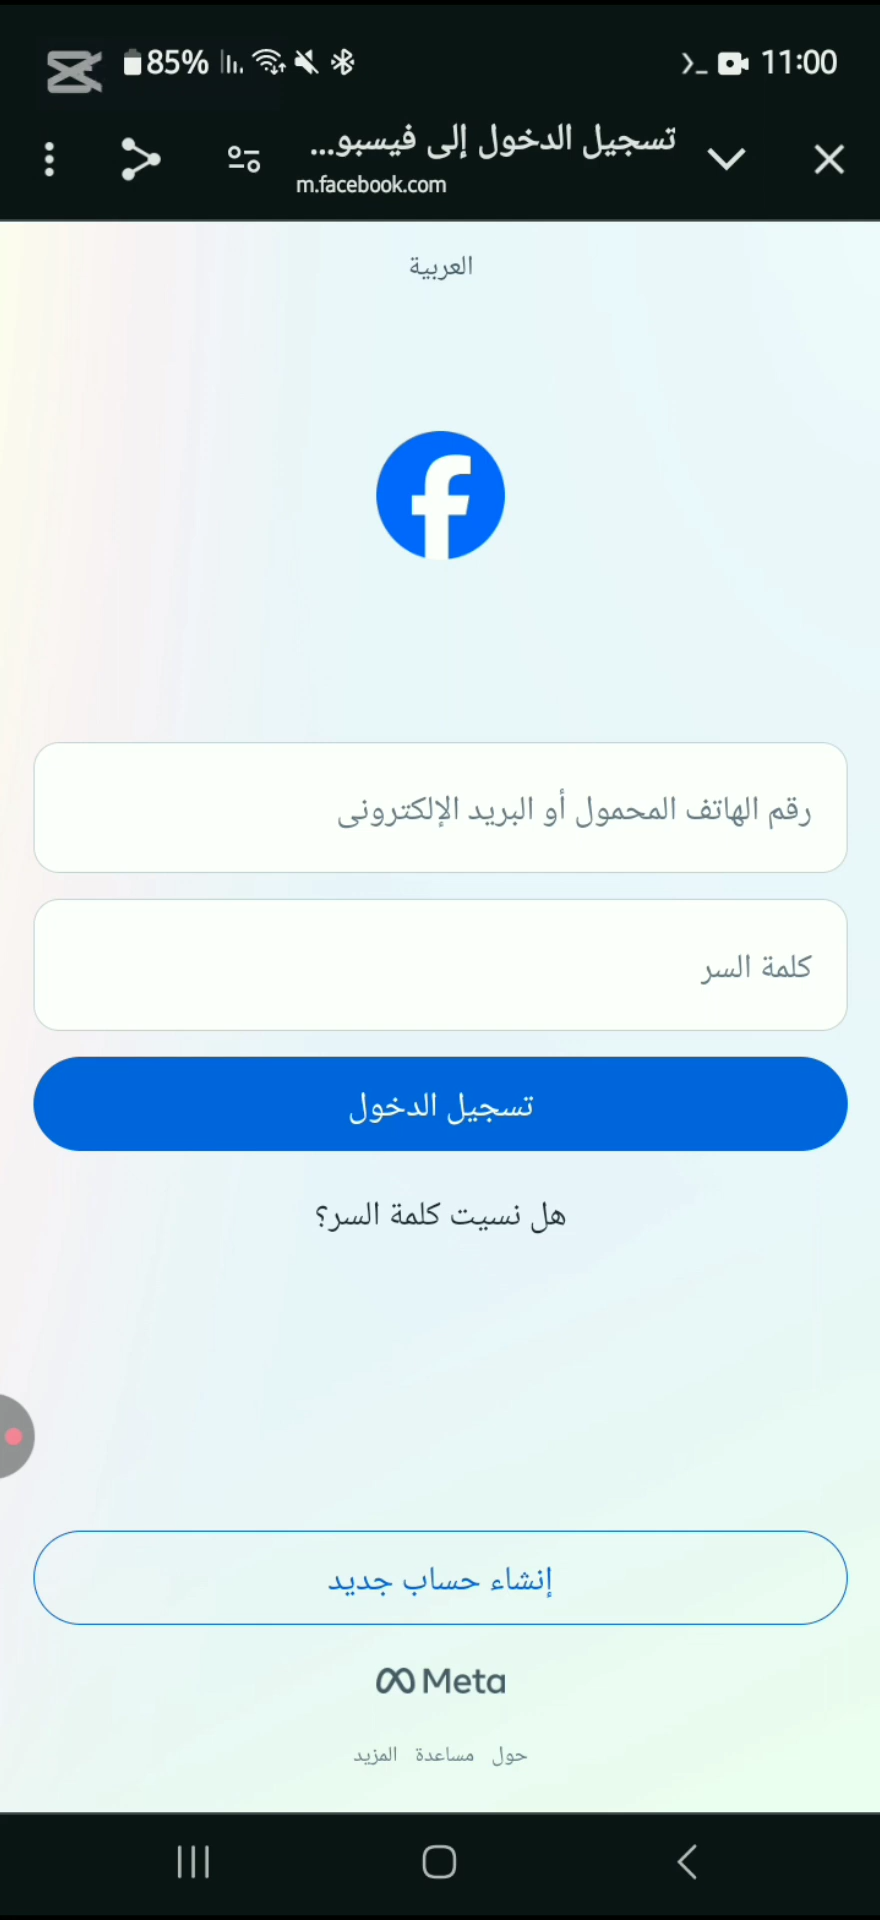 85% 11:00
تسجيل الدخول إلى فيسبو...
m.facebook.com
العربية
رقم الهاتف المحمول أو البريد الإلكتروني
كلمة السر
تسجيل الدخول
هل نسيت كلمة السر؟
إنشاء حساب جديد
Meta
حول مساعدة المزيد